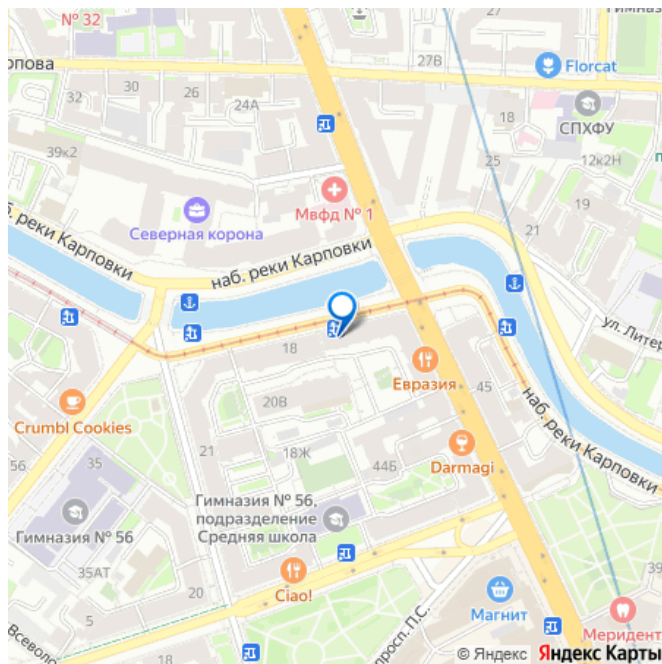 № 32
Гимназ
рпова
32
30
26
27В
24А
Florcat
СПХФУ
39к2
25
12к2Н
Северная корона
Мвфд № 1
21
19
наб. реки Карповки
наб. реки Карповки
ул. Литер
18
Евразия
45
20В
наб. реки Карповки
Crumbl Cookies
56
35
21
18Ж
44Б
Darmagi
Гимназия № 56,
подразделение
Средняя школа
Гимназия № 56
35АТ
20
Ciao!
39
5
18
Магнит
Меридент
Всевол
просп. П.С.
© Яндекс Яндекс Карты